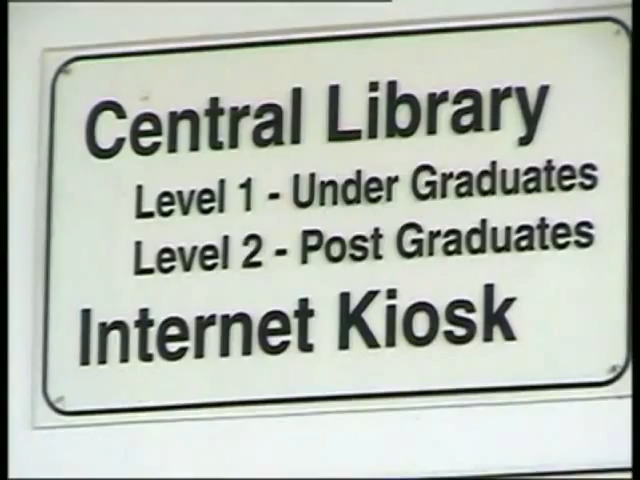 Central Library
Level 1 - Under Graduates
Level 2 - Post Graduates
Internet Kiosk